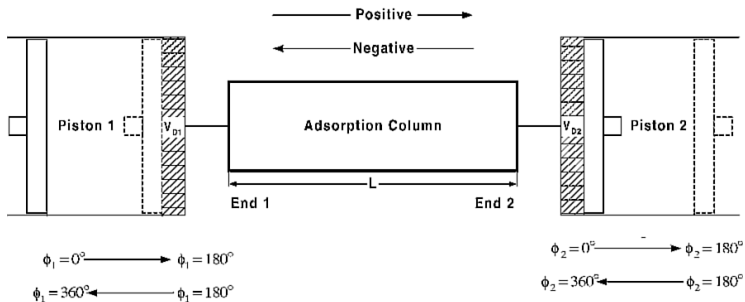 Positive
Negative
Piston 1
V_D1
Adsorption Column
V_D2
Piston 2
L
End 1
End 2
ϕ₁=0° ϕ₁=180°
ϕ₁=360° ϕ₁=180°
ϕ₂=0° ϕ₂=180°
ϕ₂=360° ϕ₂=180°